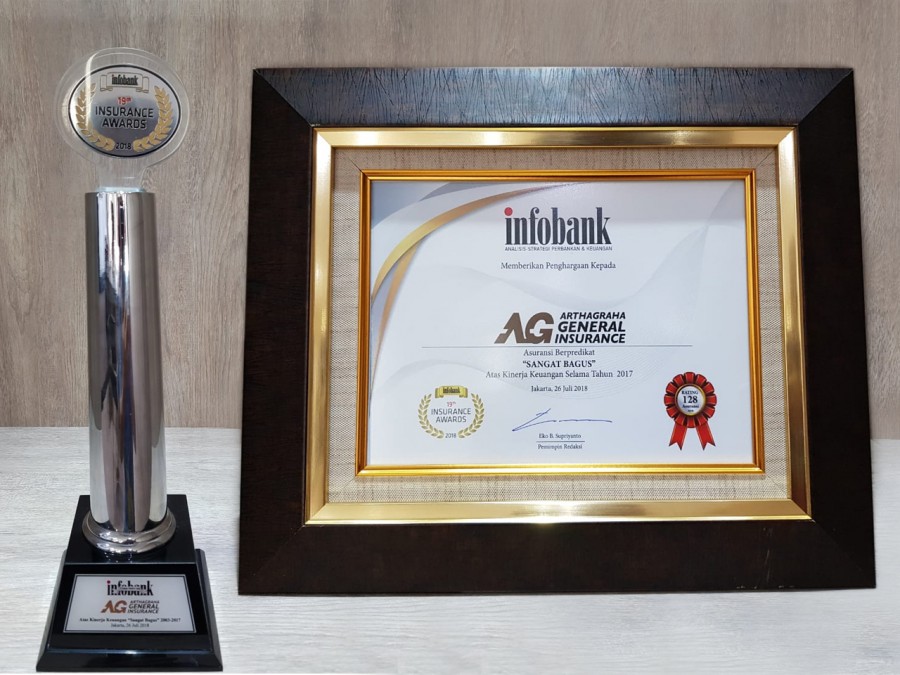 infobank
19th
INSURANCE
AWARDS
2018
infobank
AG ARTHAGRAHA
GENERAL
INSURANCE
Atas Kinerja Keuangan "Sangat Bagus" 2003-2017
Jakarta, 26 Juli 2018
infobank
ANALISIS STRATEGI PERBANKAN & KEUANGAN
Memberikan Penghargaan Kepada
AG ARTHAGRAHA
GENERAL
INSURANCE
Asuransi Berpredikat
"SANGAT BAGUS"
Atas Kinerja Keuangan Selama Tahun 2017
Jakarta, 26 Juli 2018
infobank
19th
INSURANCE
AWARDS
2018
Eko B. Supriyanto
Pemimpin Redaksi
RATING
128